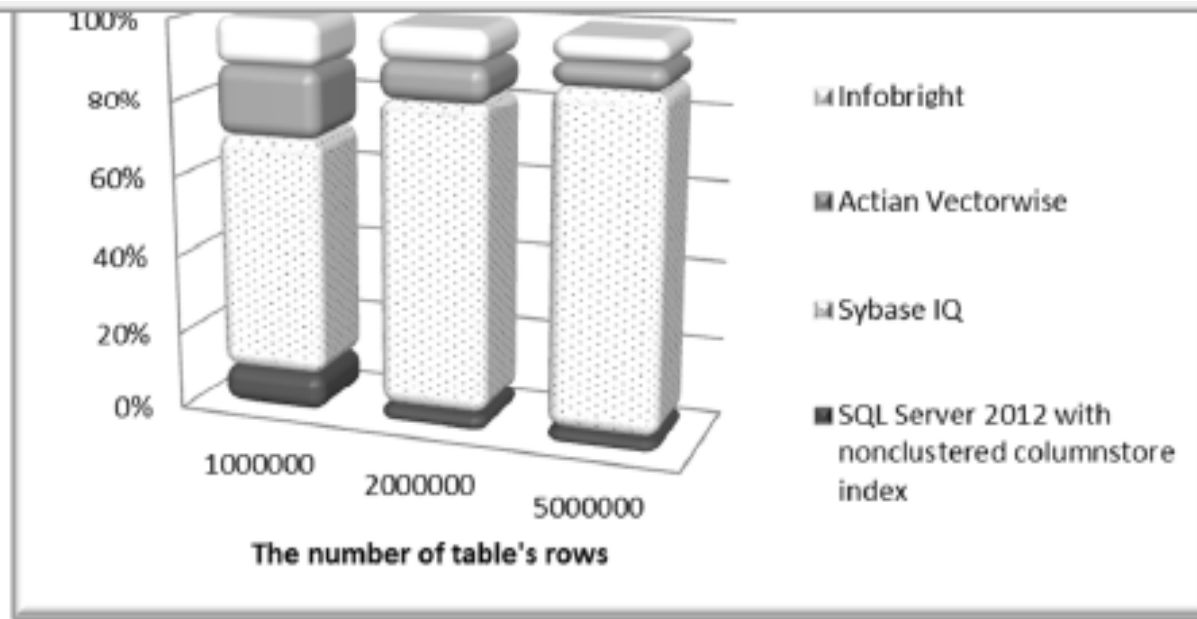 100%
80%
60%
40%
20%
0%
1000000
2000000
5000000
The number of table's rows
Infobright
Actian Vectorwise
Sybase IQ
SQL Server 2012 with
nonclustered columnstore
index